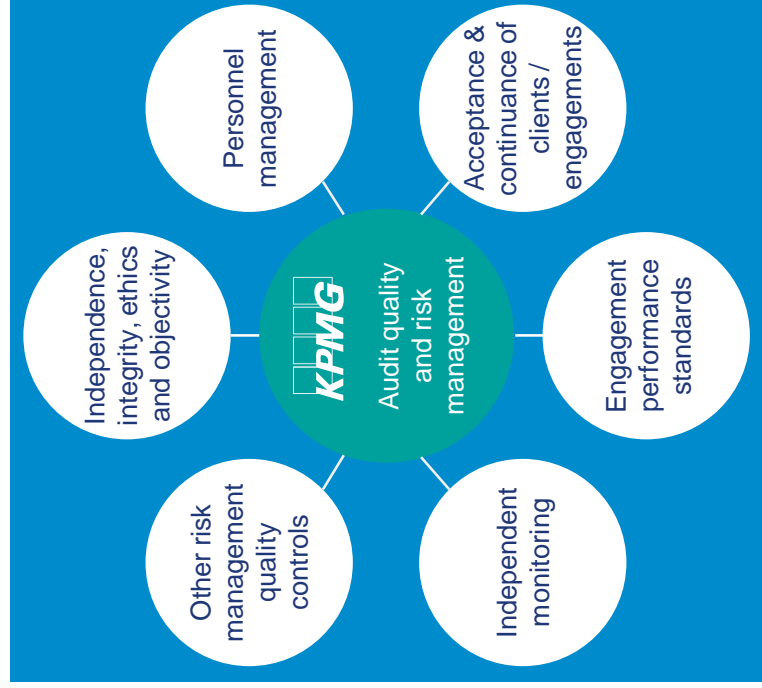 Independence,
integrity, ethics
and objectivity
Personnel
management
Acceptance &
continuance of
clients /
engagements
Engagement
performance
standards
Independent
monitoring
Other risk
management
quality
controls
KPMG
Audit quality
and risk
management